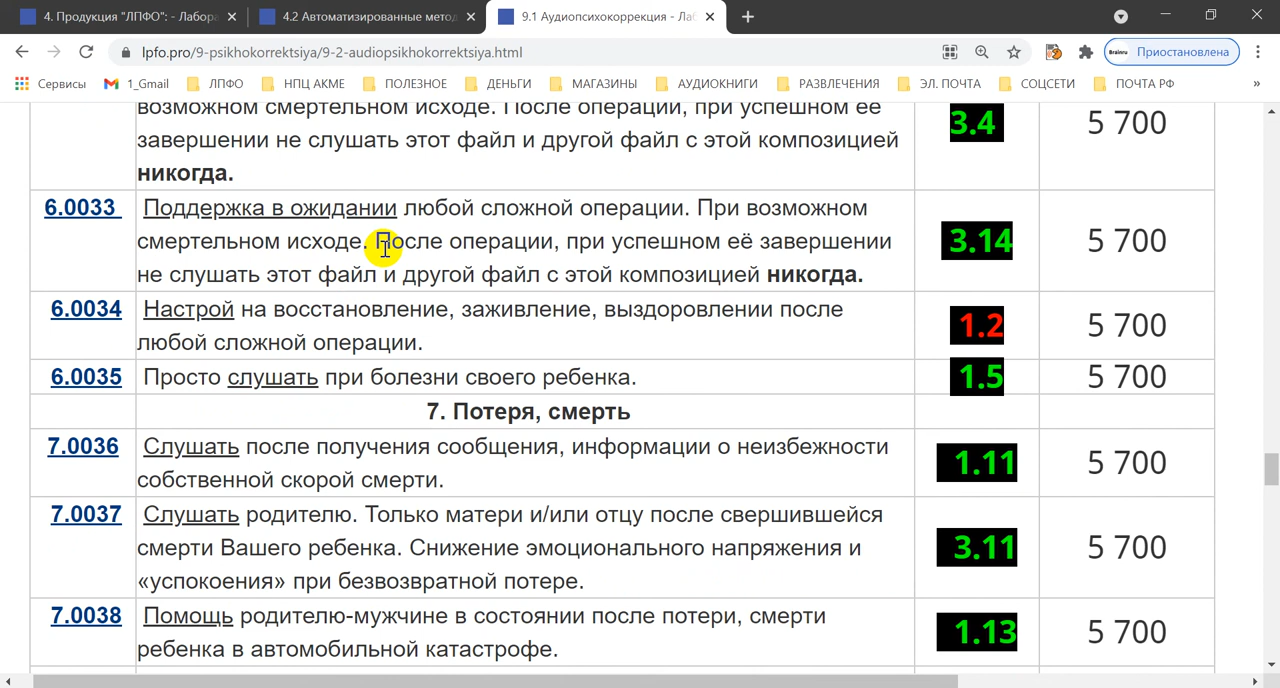 4. Продукция "ЛПФО": - Лабора
4.2 Автоматизированные метод
9.1 Аудиопсихокоррекция - Лаб
lpfo.pro/9-psikhokorrektsiya/9-2-audiopsikhokorrektsiya.html
Brainru Приостановлена
Сервисы 1_Gmail ЛПФО НПЦ АКМЕ ПОЛЕЗНОЕ ДЕНЬГИ МАГАЗИНЫ АУДИОКНИГИ РАЗВЛЕЧЕНИЯ ЭЛ. ПОЧТА СОЦСЕТИ ПОЧТА РФ »
возможном смертельном исходе. После операции, при успешном её
завершении не слушать этот файл и другой файл с этой композицией
никогда.
3.4 5 700
6.0033 Поддержка в ожидании любой сложной операции. При возможном
смертельном исходе. После операции, при успешном её завершении
не слушать этот файл и другой файл с этой композицией никогда.
3.14 5 700
6.0034 Настрой на восстановление, заживление, выздоровлении после
любой сложной операции.
1.2 5 700
6.0035 Просто слушать при болезни своего ребенка. 1.5 5 700
7. Потеря, смерть
7.0036 Слушать после получения сообщения, информации о неизбежности
собственной скорой смерти.
1.11 5 700
7.0037 Слушать родителю. Только матери и/или отцу после свершившейся
смерти Вашего ребенка. Снижение эмоционального напряжения и
«успокоения» при безвозвратной потере.
3.11 5 700
7.0038 Помощь родителю-мужчине в состоянии после потери, смерти
ребенка в автомобильной катастрофе.
1.13 5 700